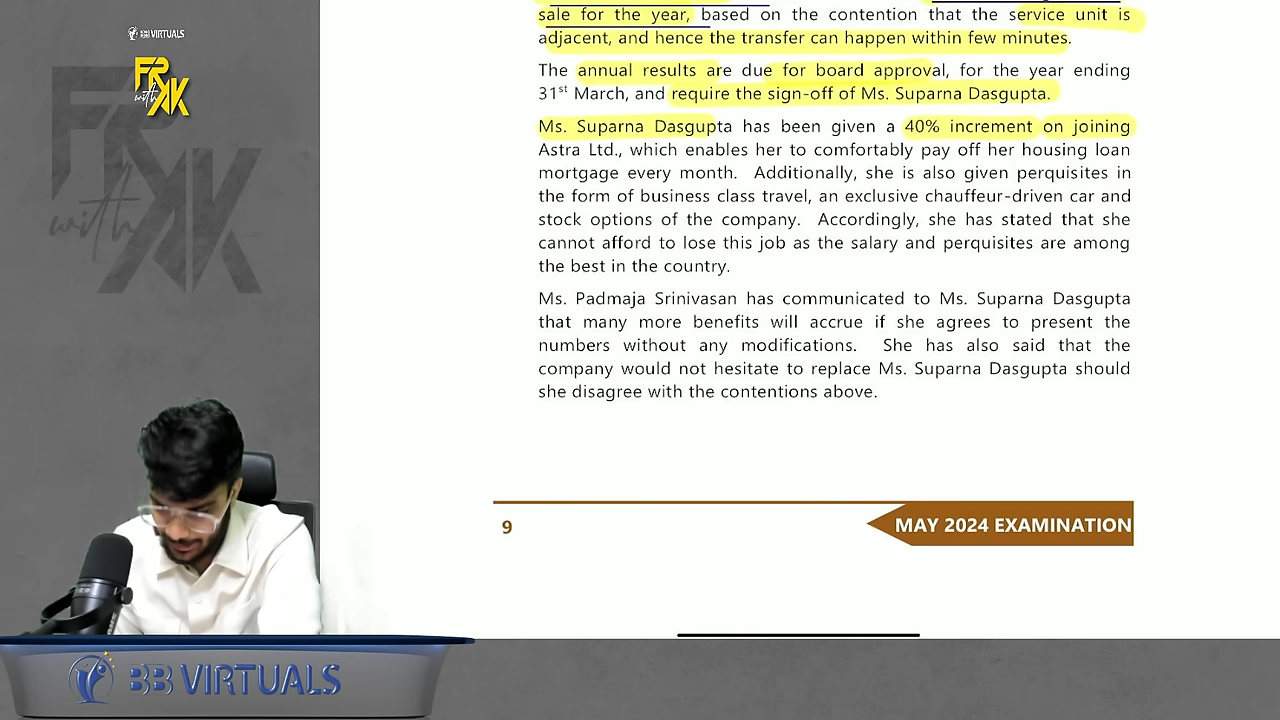 BB VIRTUALS
FR
with AK
FR
with AK
sale for the year, based on the contention that the service unit is
adjacent, and hence the transfer can happen within few minutes.
The annual results are due for board approval, for the year ending
31st March, and require the sign-off of Ms. Suparna Dasgupta.
Ms. Suparna Dasgupta has been given a 40% increment on joining
Astra Ltd., which enables her to comfortably pay off her housing loan
mortgage every month. Additionally, she is also given perquisites in
the form of business class travel, an exclusive chauffeur-driven car and
stock options of the company. Accordingly, she has stated that she
cannot afford to lose this job as the salary and perquisites are among
the best in the country.
Ms. Padmaja Srinivasan has communicated to Ms. Suparna Dasgupta
that many more benefits will accrue if she agrees to present the
numbers without any modifications. She has also said that the
company would not hesitate to replace Ms. Suparna Dasgupta should
she disagree with the contentions above.
9
MAY 2024 EXAMINATION
BB VIRTUALS